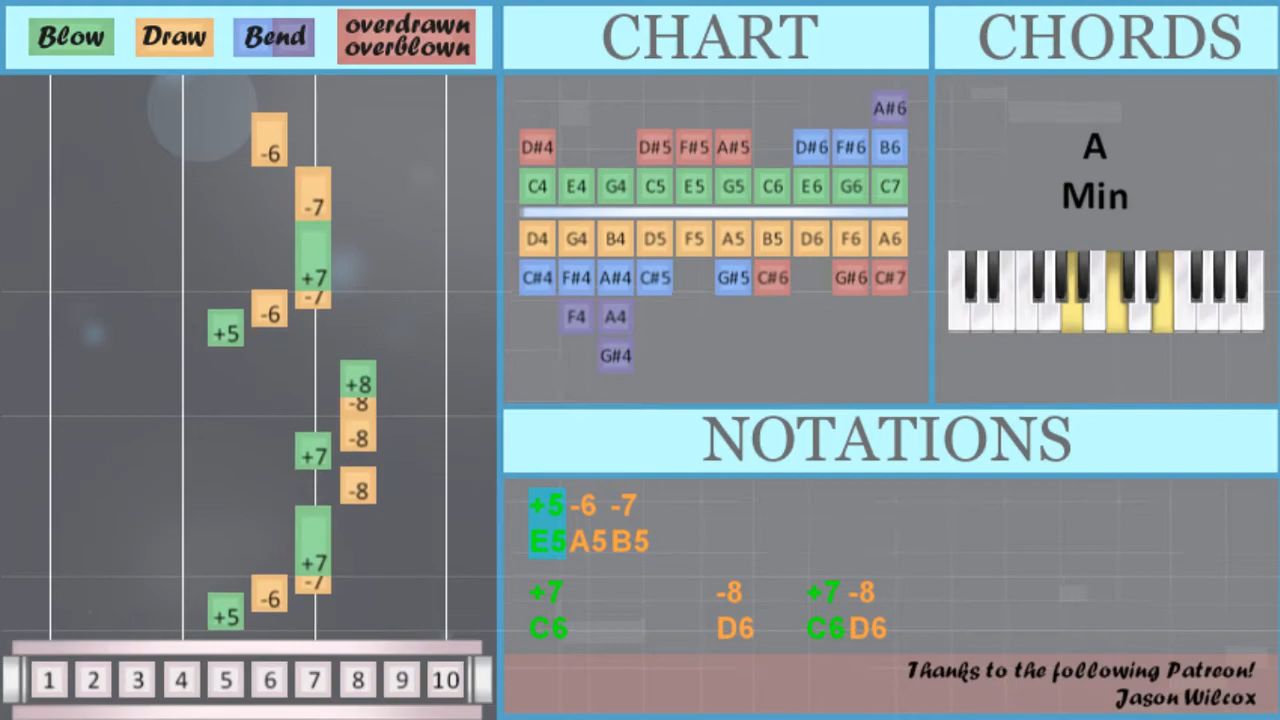 Blow Draw Bend overdrawn
overblown
CHART
CHORDS
-6
-7
+7
-7
-6
+5
+8
-8
-8
+7
-8
+7
-7
-6
+5
1 2 3 4 5 6 7 8 9 10
A#6
D#4 D#5 F#5 A#5 D#6 F#6 B6
C4 E4 G4 C5 E5 G5 C6 E6 G6 C7
D4 G4 B4 D5 F5 A5 B5 D6 F6 A6
C#4 F#4 A#4 C#5 G#5 C#6 G#6 C#7
F4 A4
G#4
A
Min
NOTATIONS
+5 -6 -7
E5 A5 B5
+7 -8 +7 -8
C6 D6 C6 D6
Thanks to the following Patreon!
Jason Wilcox